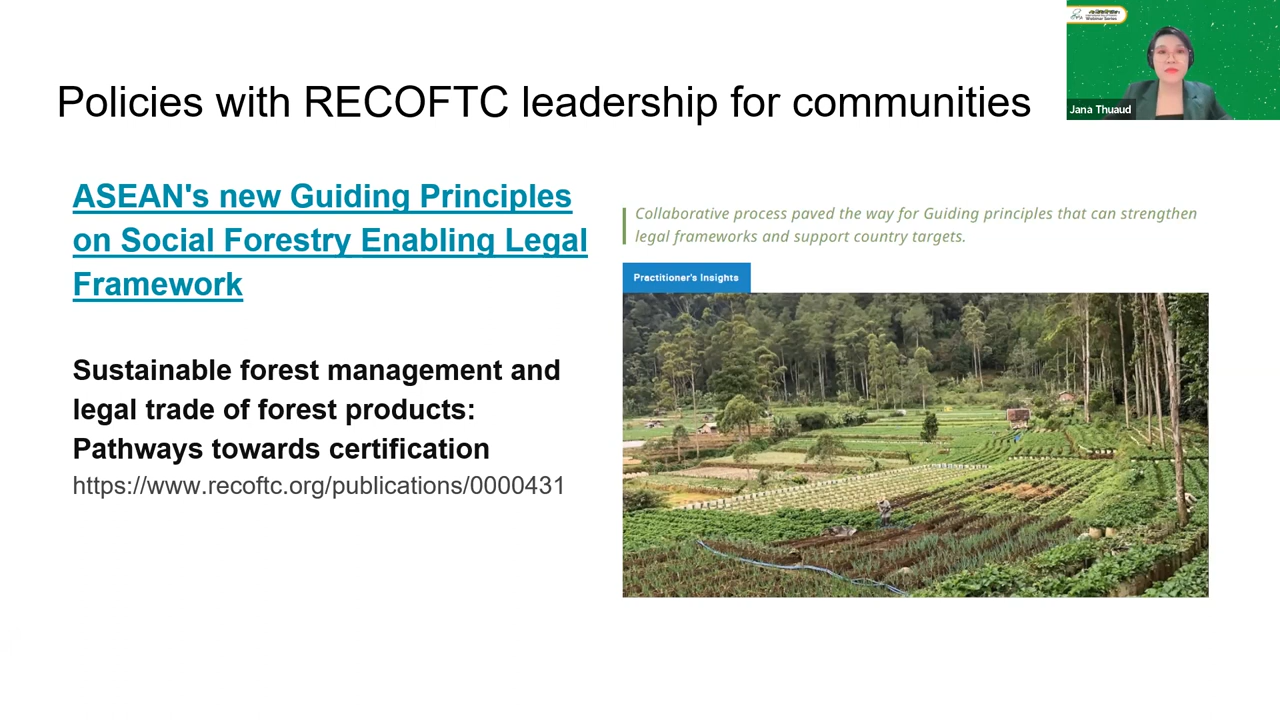 Policies with RECOFTC leadership for communities
Webinar Series
Jana Thuaud
ASEAN's new Guiding Principles
on Social Forestry Enabling Legal
Framework
Sustainable forest management and
legal trade of forest products:
Pathways towards certification
https://www.recoftc.org/publications/0000431
Collaborative process paved the way for Guiding principles that can strengthen
legal frameworks and support country targets.
Practitioner's Insights